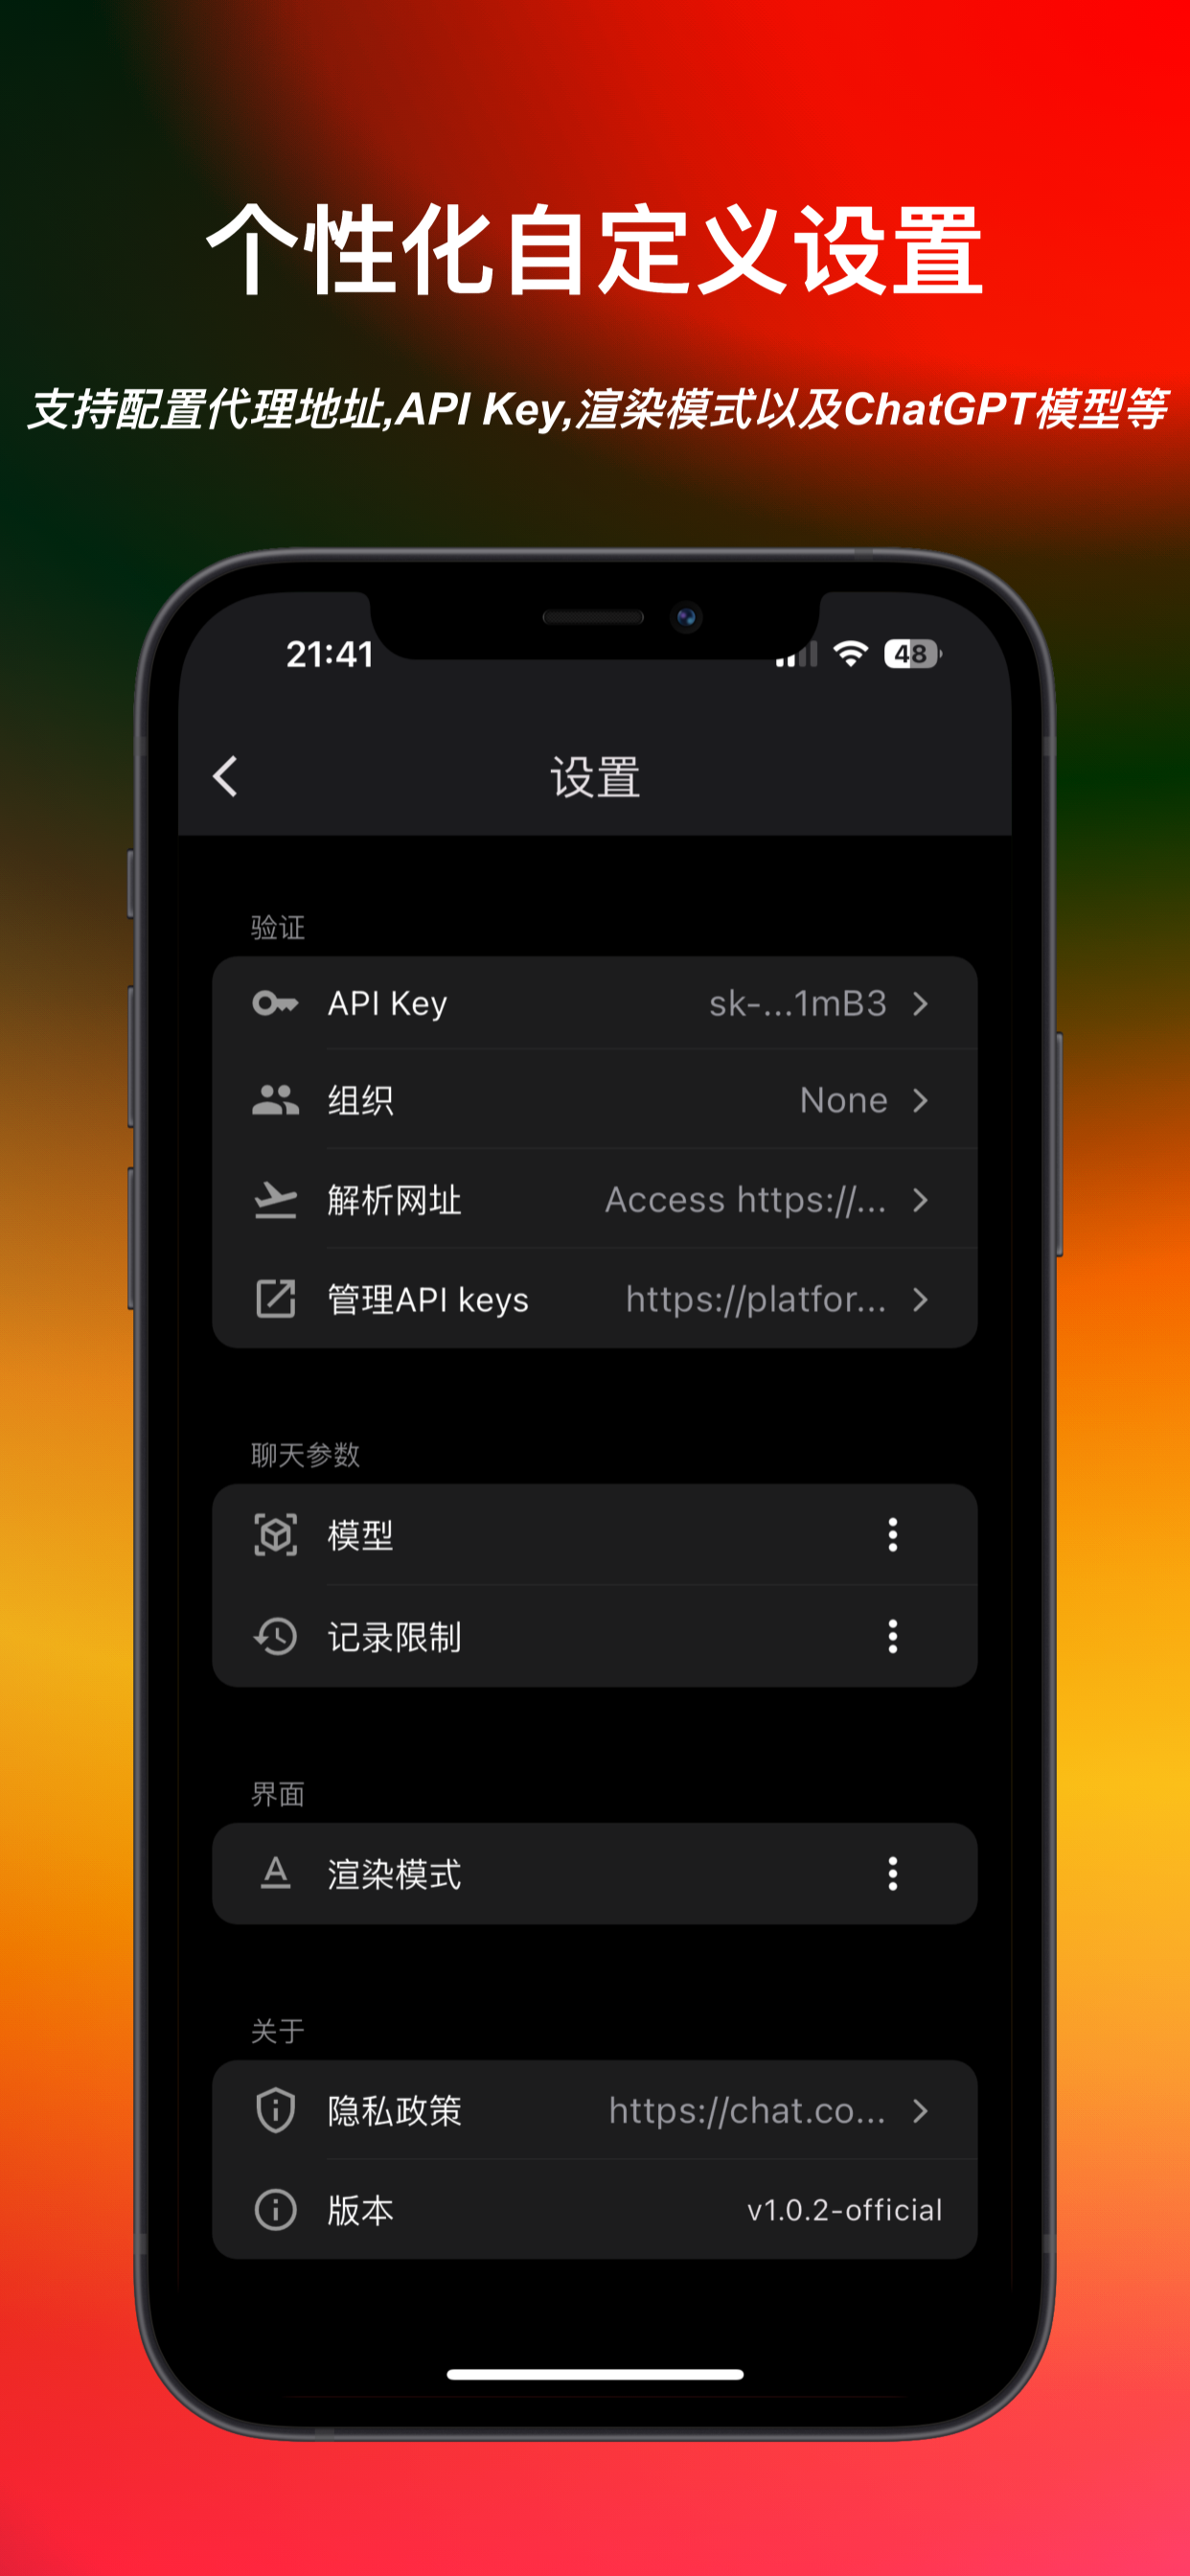 个性化自定义设置
支持配置代理地址,API Key,渲染模式以及ChatGPT模型等
21:41 48
设置
验证
API Key sk-...1mB3
组织 None
解析网址 Access https://...
管理API keys https://platfor...
聊天参数
模型
记录限制
界面
渲染模式
关于
隐私政策 https://chat.co...
版本 v1.0.2-official